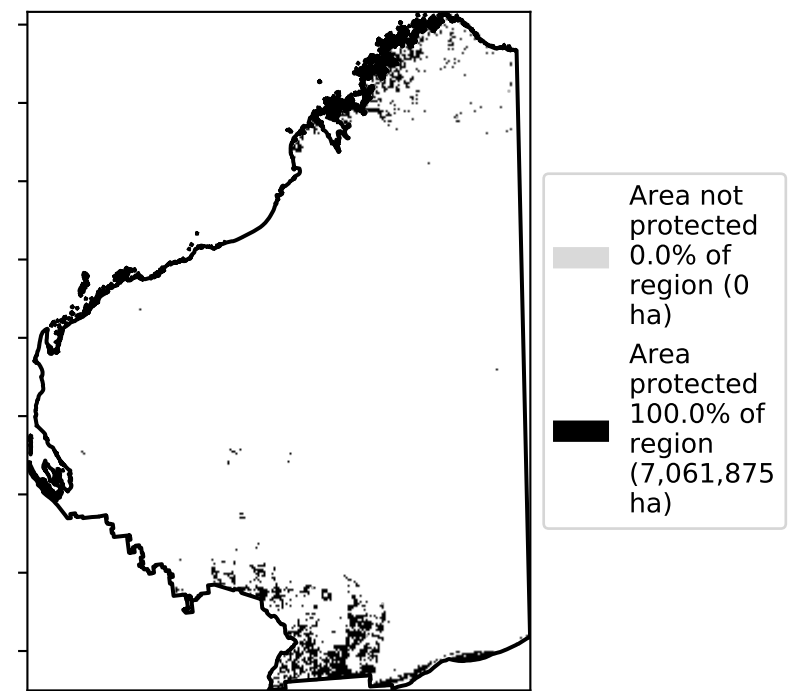 Area not
protected
0.0% of
region (0
ha)
Area
protected
100.0% of
region
(7,061,875
ha)